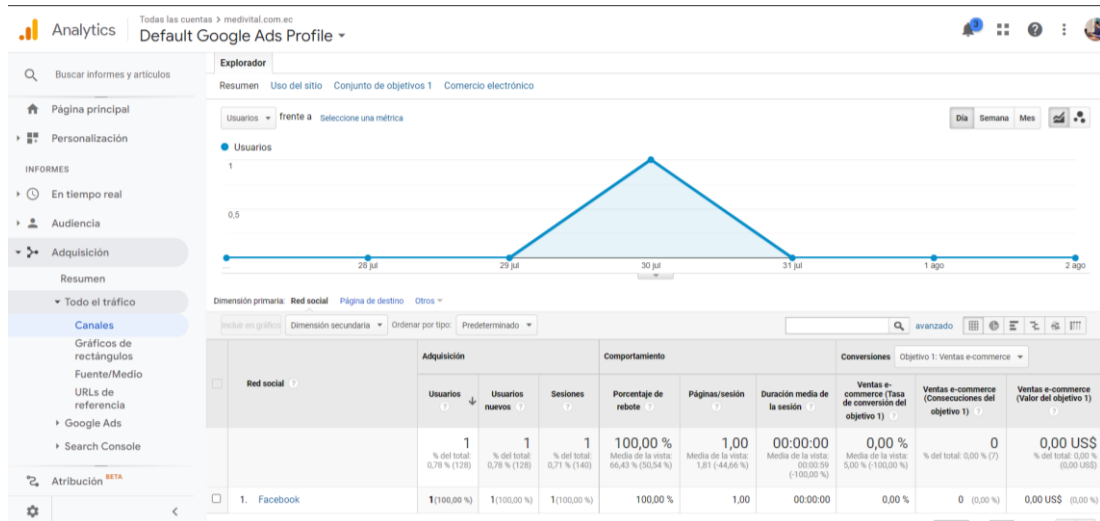 Analytics
Todas las cuentas > medivital.com.ec
Default Google Ads Profile
3
Buscar informes y artículos
Página principal
Personalización
INFORMES
En tiempo real
Audiencia
Adquisición
Resumen
Todo el tráfico
Canales
Gráficos de
rectángulos
Fuente/Medio
URLs de
referencia
Google Ads
Search Console
Atribución BETA
Explorador
Resumen Uso del sitio Conjunto de objetivos 1 Comercio electrónico
Usuarios frente a Seleccione una métrica
Día Semana Mes
Usuarios
1
0,5
... 28 jul 29 jul 30 jul 31 jul 1 ago 2 ago
Dimensión primaria: Red social Página de destino Otros
Incluir en gráfico Dimensión secundaria Ordenar por tipo: Predeterminado avanzado
Adquisición Comportamiento Conversiones Objetivo 1: Ventas e-commerce
Red social
Usuarios
Usuarios
nuevos
Sesiones
Porcentaje de
rebote
Páginas/sesión
Duración media de
la sesión
Ventas e-
commerce (Tasa
de conversión del
objetivo 1)
Ventas e-commerce
(Consecuciones del
objetivo 1)
Ventas e-commerce
(Valor del objetivo 1)
1
% del total:
0,78 % (128)
1
% del total:
0,78 % (128)
1
% del total:
0,71 % (140)
100,00 %
Media de la vista:
66,43 % (50,54 %)
1,00
Media de la vista:
1,81 (-44,66 %)
00:00:00
Media de la vista:
00:00:59
(-100,00 %)
0,00 %
Media de la vista:
5,00 % (-100,00 %)
0
% del total: 0,00 % (7)
0,00 US$
% del total: 0,00 %
(0,00 US$)
1. Facebook 1(100,00 %) 1(100,00 %) 1(100,00 %) 100,00 % 1,00 00:00:00 0,00 % 0 (0,00 %) 0,00 US$ (0,00 %)